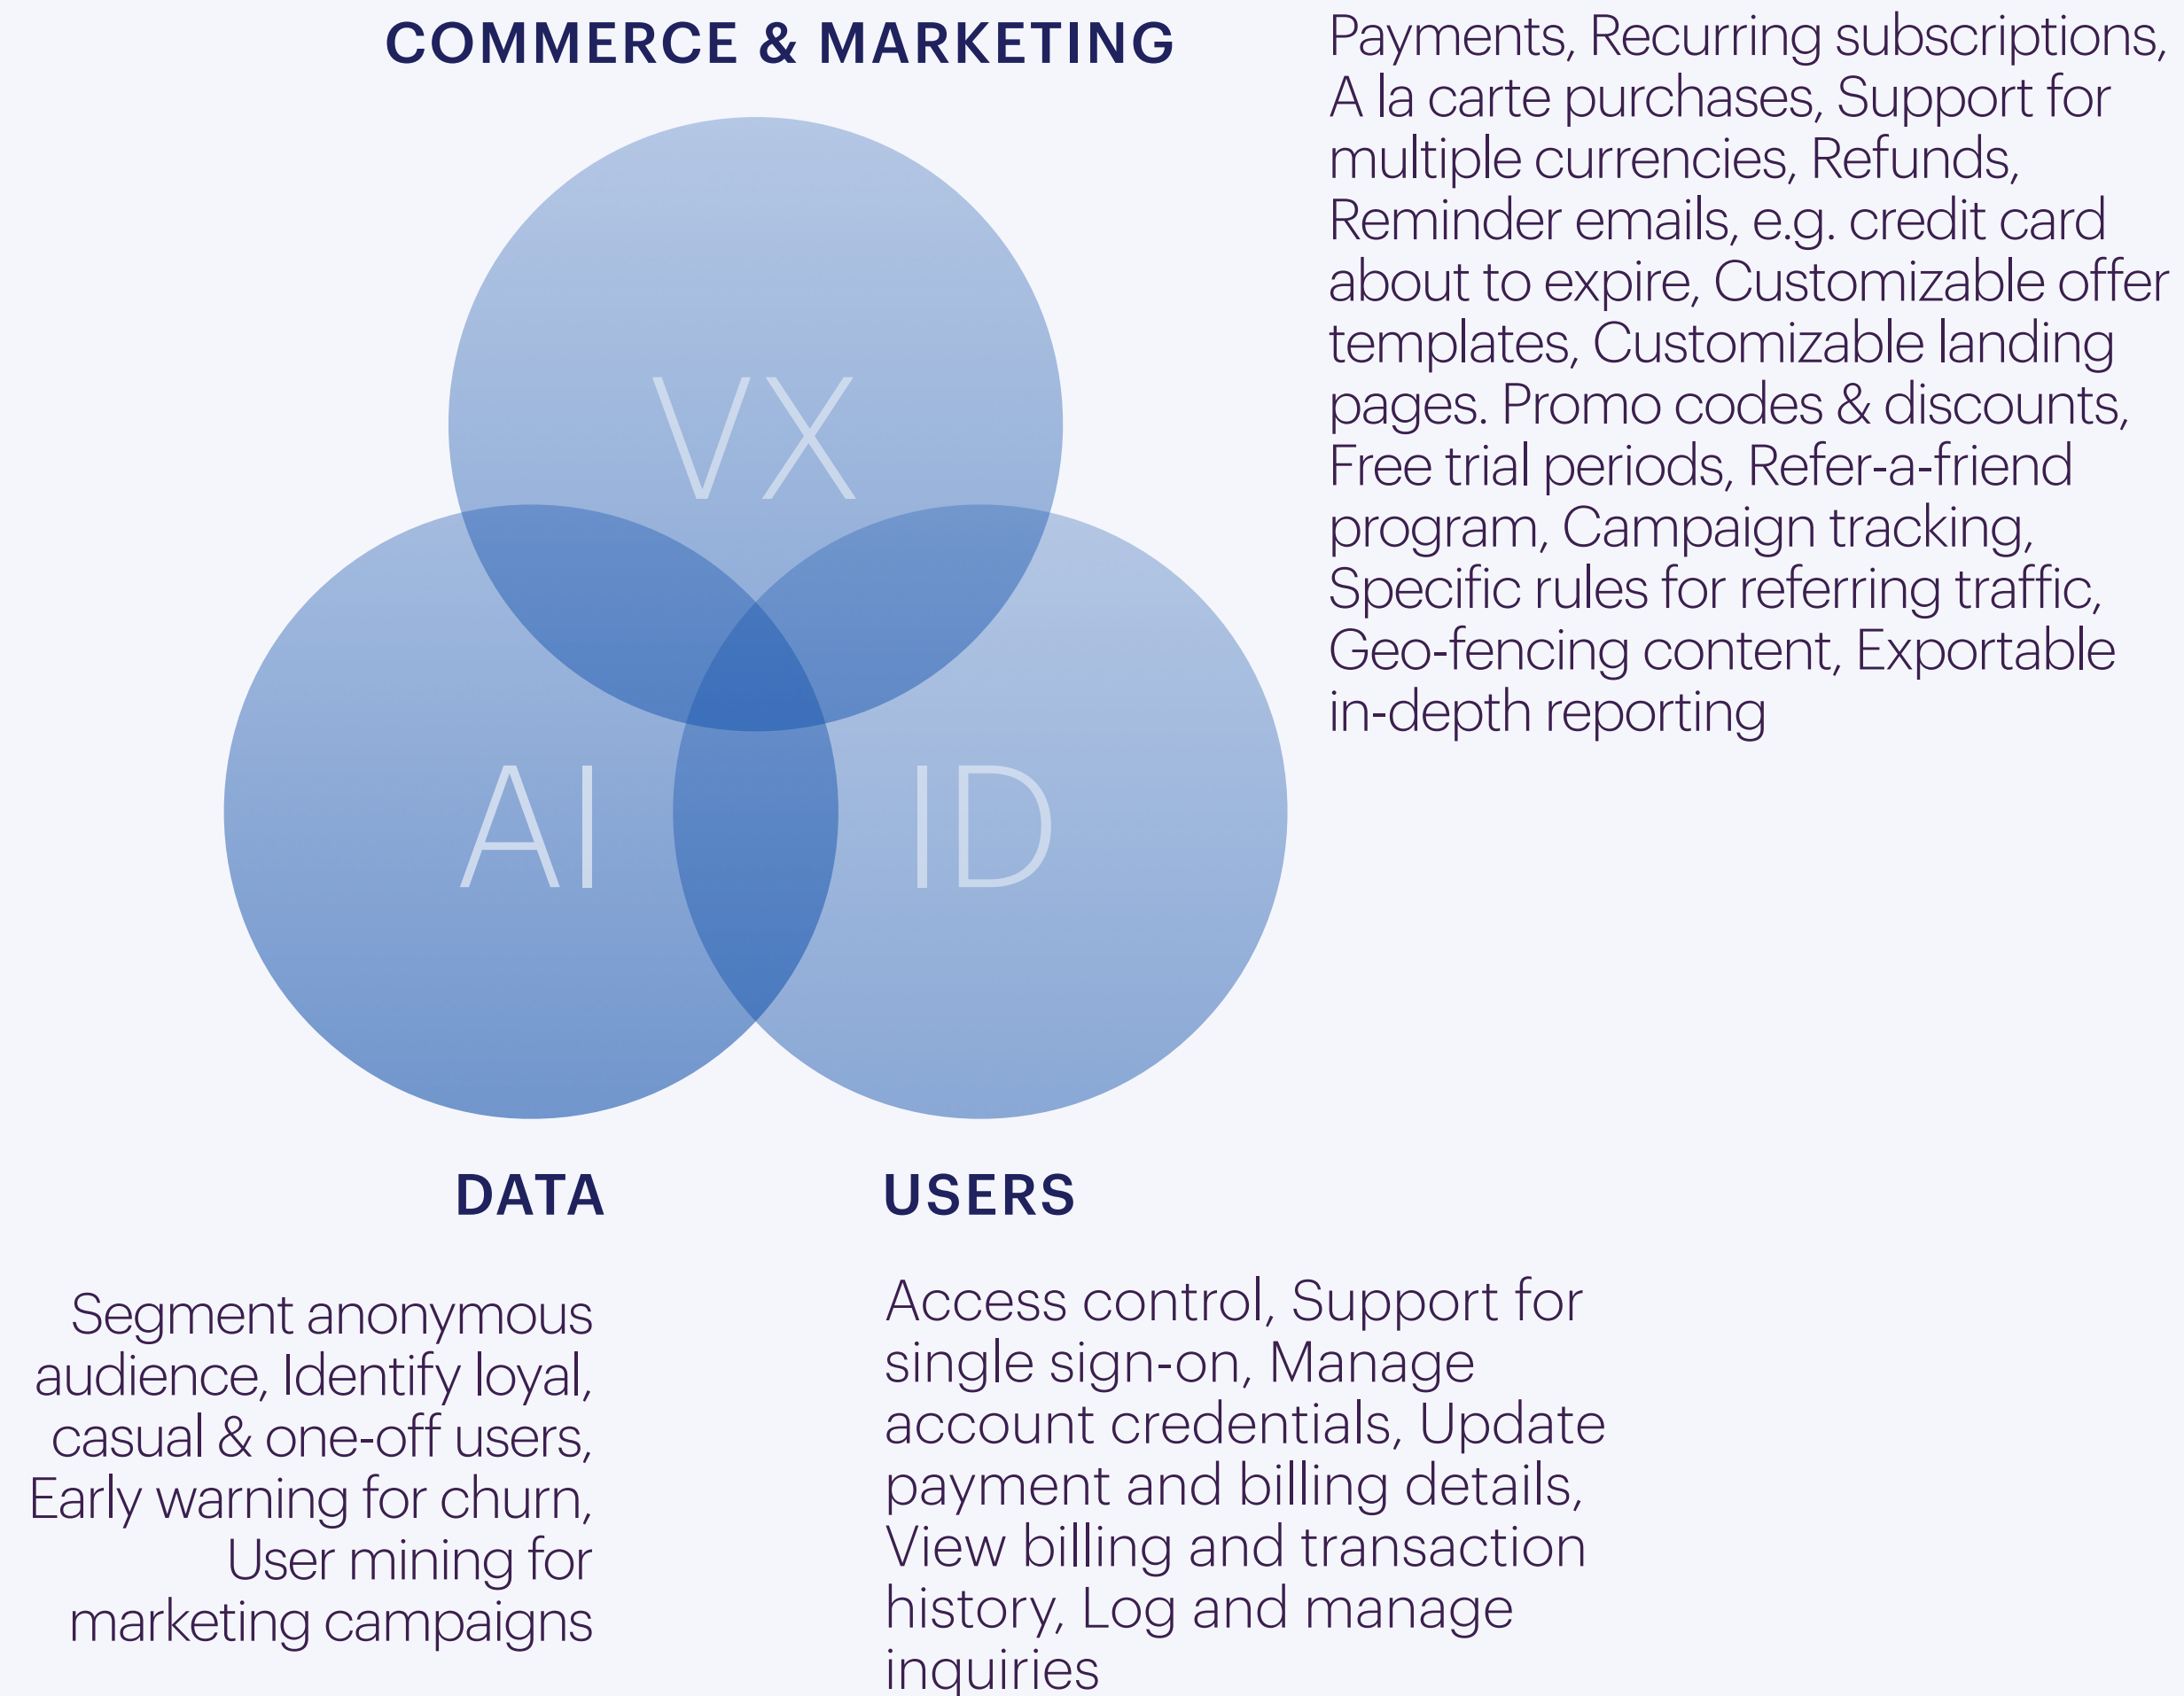 COMMERCE & MARKETING
Payments, Recurring subscriptions,
A la carte purchases, Support for
multiple currencies, Refunds,
Reminder emails, e.g. credit card
about to expire, Customizable offer
templates, Customizable landing
pages. Promo codes & discounts,
Free trial periods, Refer-a-friend
program, Campaign tracking,
Specific rules for referring traffic,
Geo-fencing content, Exportable
in-depth reporting
VX
AI
ID
DATA
Segment anonymous
audience, Identify loyal,
casual & one-off users,
Early warning for churn,
User mining for
marketing campaigns
USERS
Access control, Support for
single sign-on, Manage
account credentials, Update
payment and billing details,
View billing and transaction
history, Log and manage
inquiries